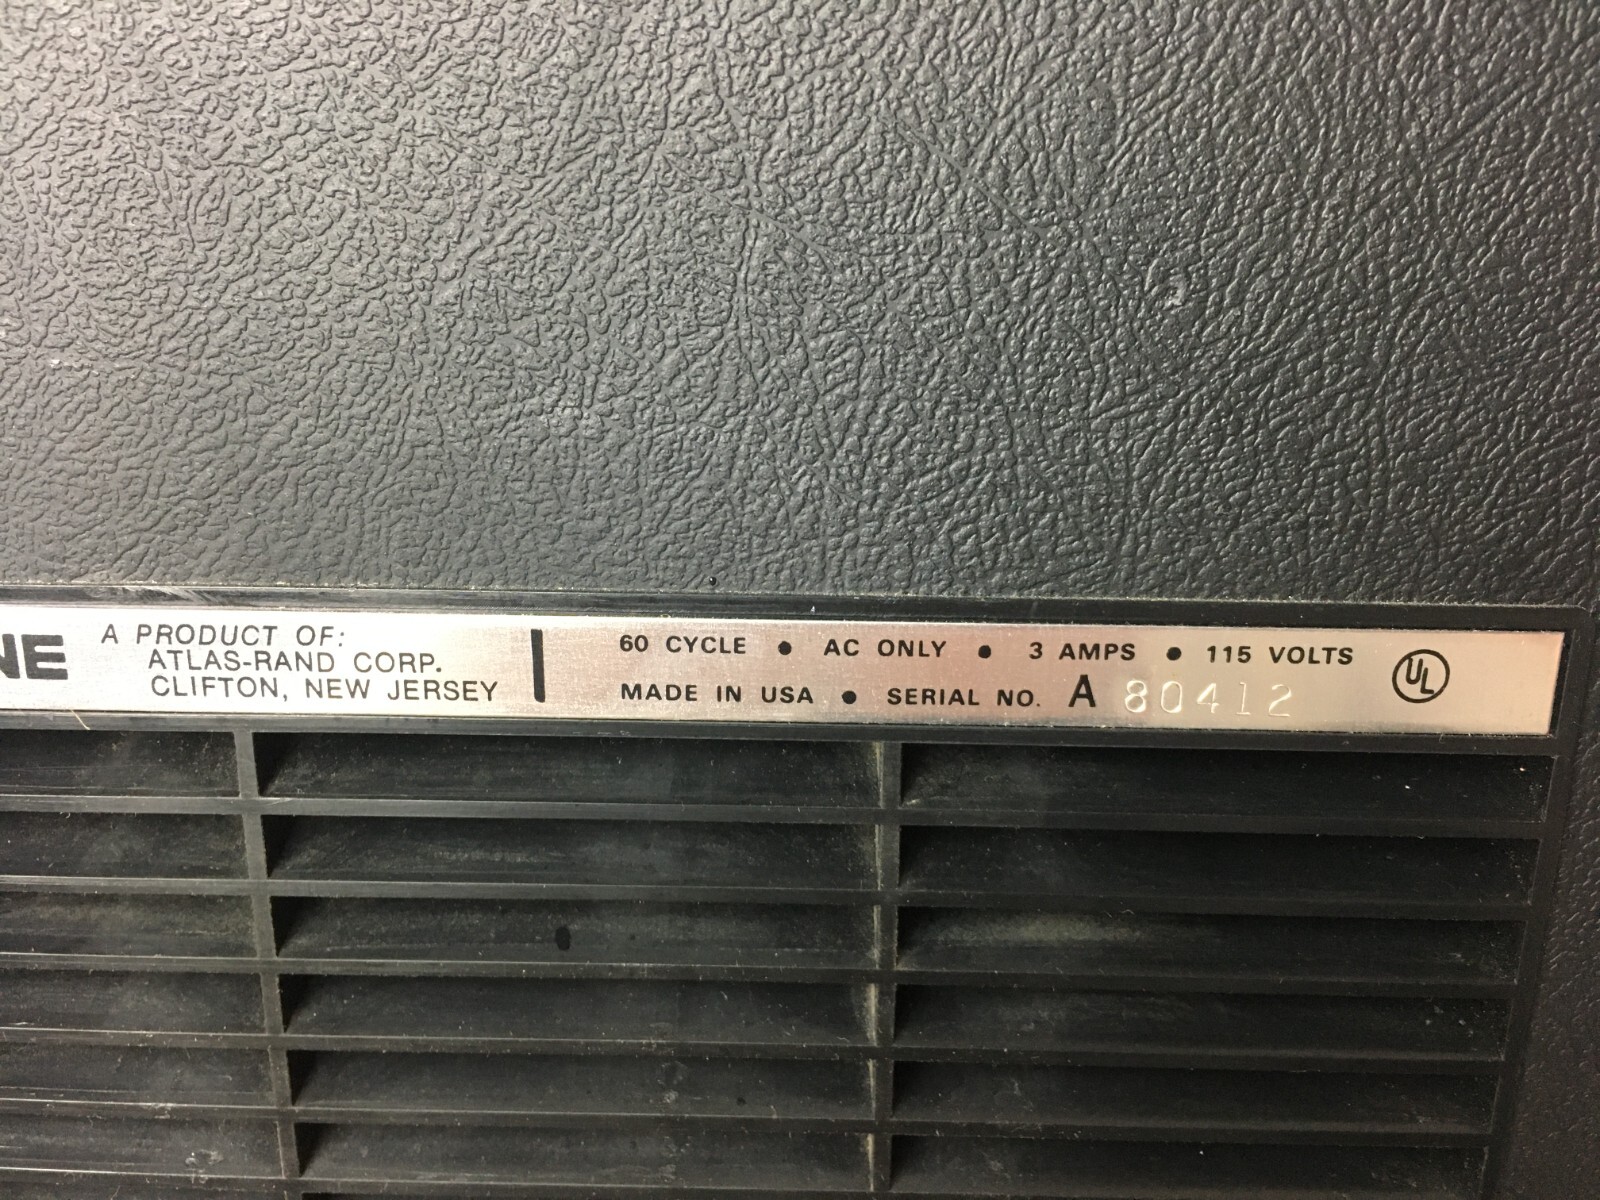 NE
A PRODUCT OF:
ATLAS-RAND CORP.
CLIFTON, NEW JERSEY
60 CYCLE • AC ONLY • 3 AMPS • 115 VOLTS
MADE IN USA • SERIAL NO. A 80412
UL